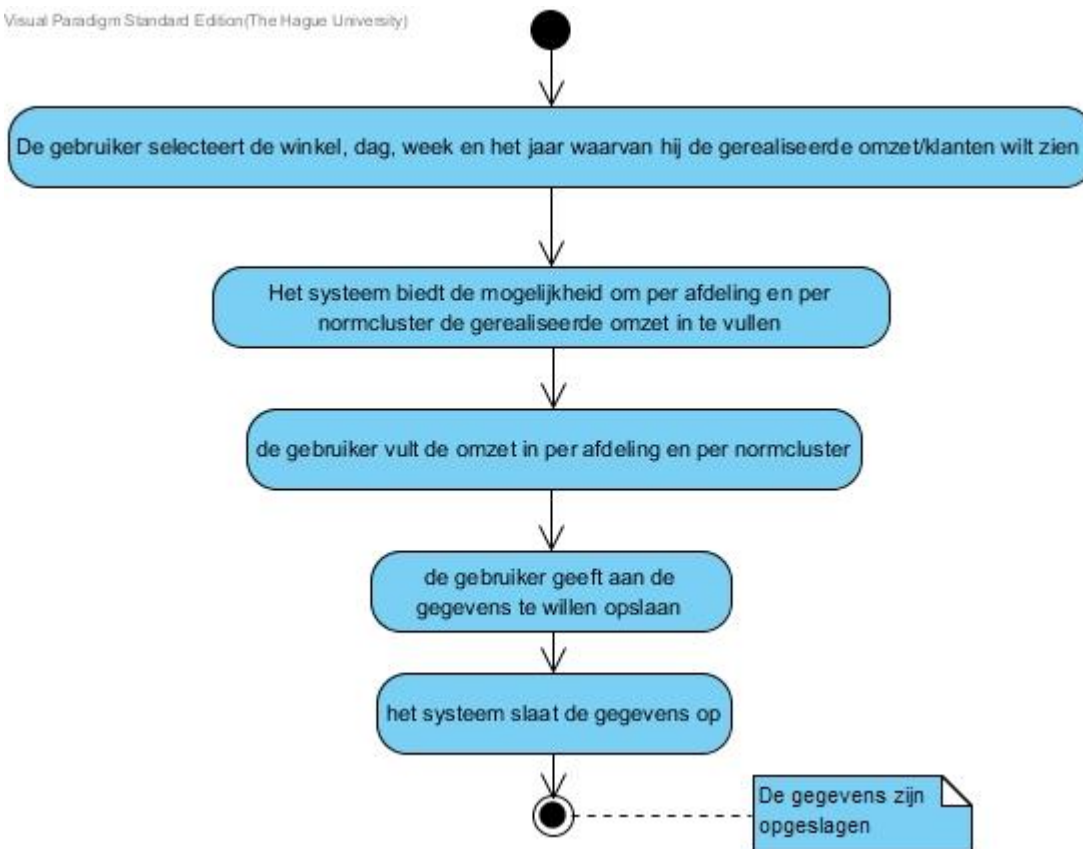 Visual Paradigm Standard Edition(The Hague University)
De gebruiker selecteert de winkel, dag, week en het jaar waarvan hij de gerealiseerde omzet/klanten wilt zien
Het systeem biedt de mogelijkheid om per afdeling en per
normcluster de gerealiseerde omzet in te vullen
de gebruiker vult de omzet in per afdeling en per normcluster
de gebruiker geeft aan de
gegevens te willen opslaan
het systeem slaat de gegevens op
De gegevens zijn
opgeslagen